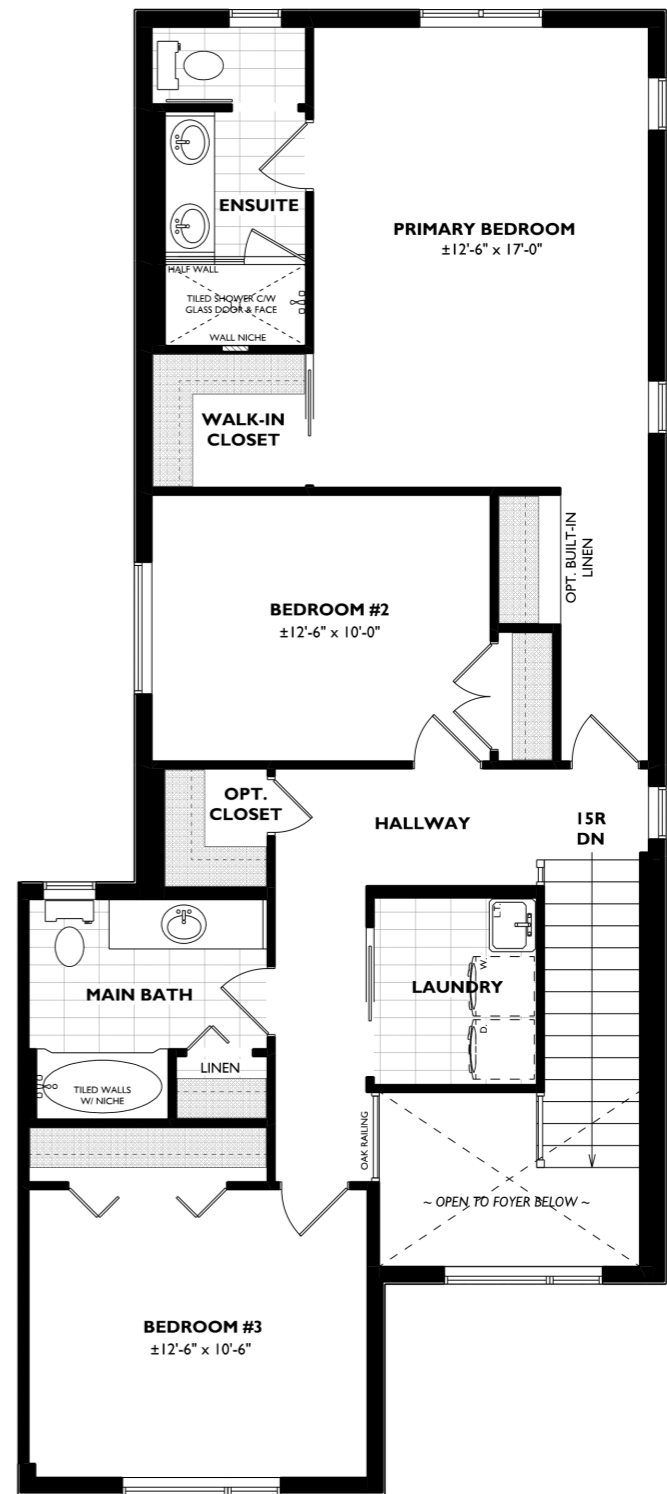 ENSUITE
PRIMARY BEDROOM
±12'-6" x 17'-0"
HALF WALL
TILED SHOWER C/W
GLASS DOOR & FACE
WALL NICHE
WALK-IN
CLOSET
OPT. BUILT-IN
LINEN
BEDROOM #2
±12'-6" x 10'-0"
OPT.
CLOSET
HALLWAY
15R
DN
L.T.
W.
LAUNDRY
D.
MAIN BATH
LINEN
TILED WALLS
W/ NICHE
OAK RAILING
~ OPEN TO FOYER BELOW ~
BEDROOM #3
±12'-6" x 10'-6"